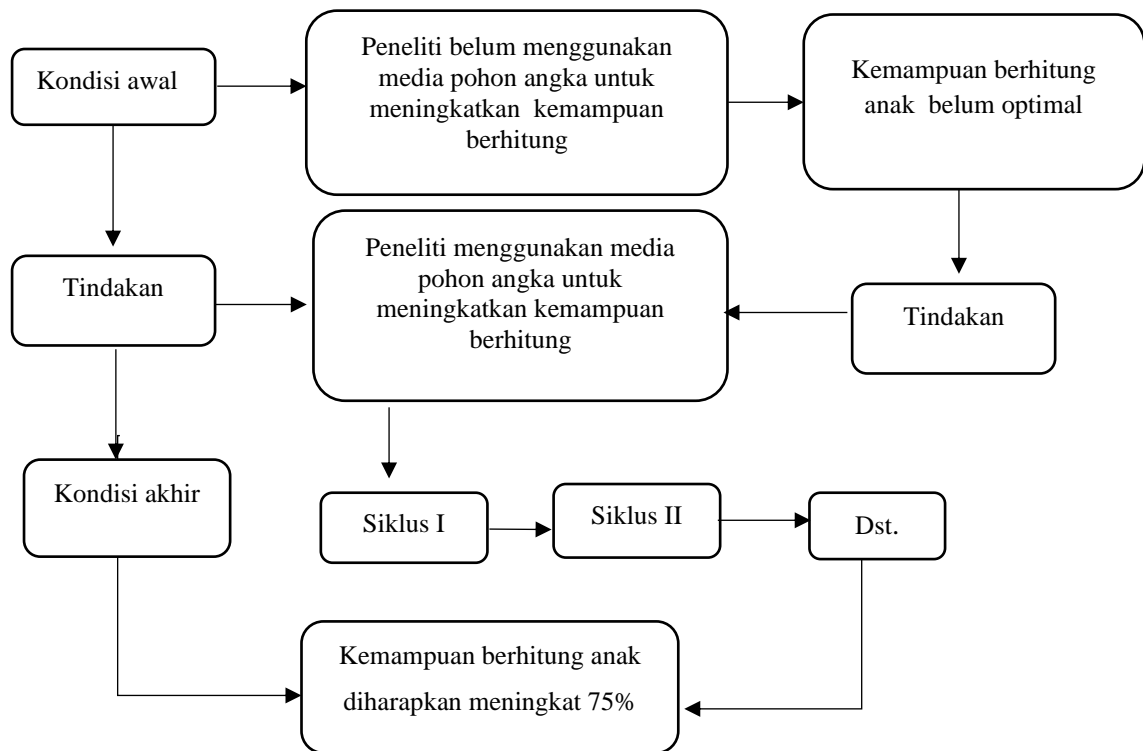 Kondisi awal
Peneliti belum menggunakan
media pohon angka untuk
meningkatkan kemampuan
berhitung
Kemampuan berhitung
anak belum optimal
Tindakan
Peneliti menggunakan media
pohon angka untuk
meningkatkan kemampuan
berhitung
Tindakan
Kondisi akhir
Siklus I
Siklus II
Dst.
Kemampuan berhitung anak
diharapkan meningkat 75%